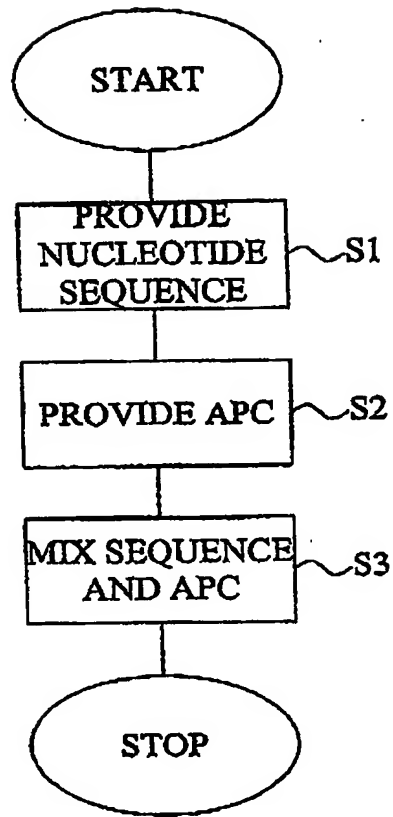 START
PROVIDE
NUCLEOTIDE
SEQUENCE
S1
PROVIDE APC
S2
MIX SEQUENCE
AND APC
S3
STOP